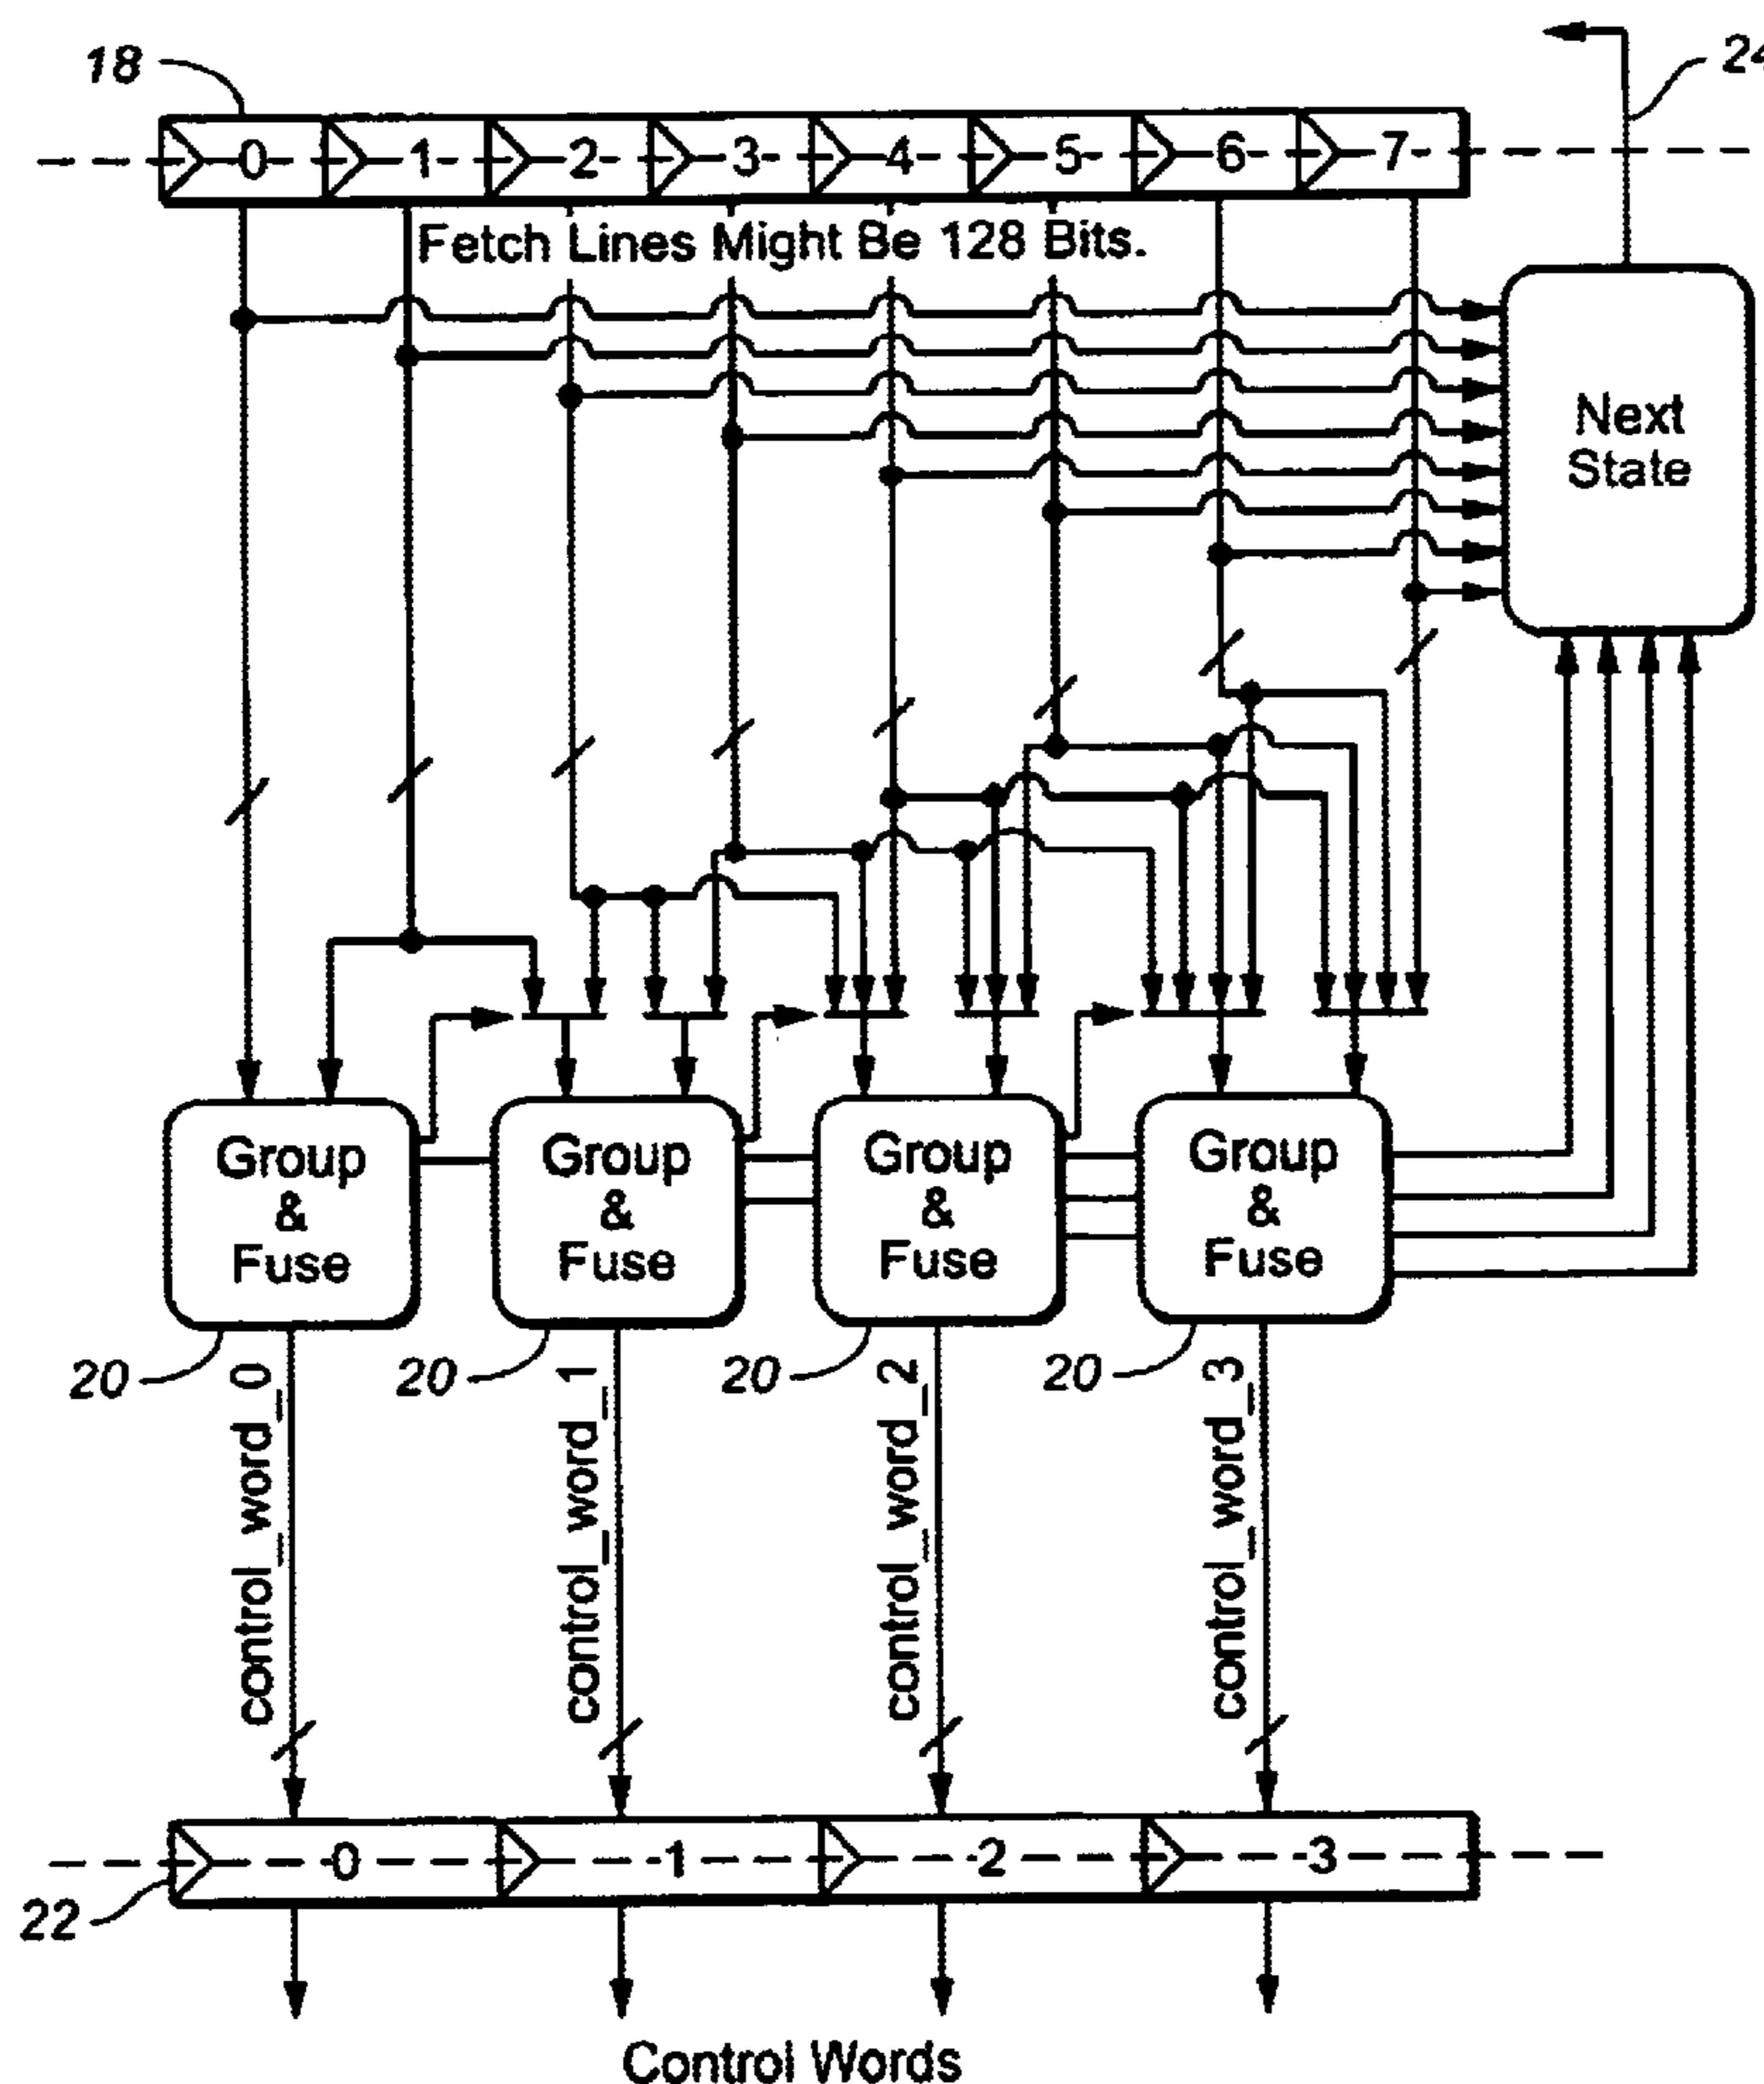 18
24
0 1 2 3 4 5 6 7
Fetch Lines Might Be 128 Bits.
Next
State
Group
&
Fuse
Group
&
Fuse
Group
&
Fuse
Group
&
Fuse
20
20
20
20
control_word_0
control_word_1
control_word_2
control_word_3
0 1 2 3
22
Control Words